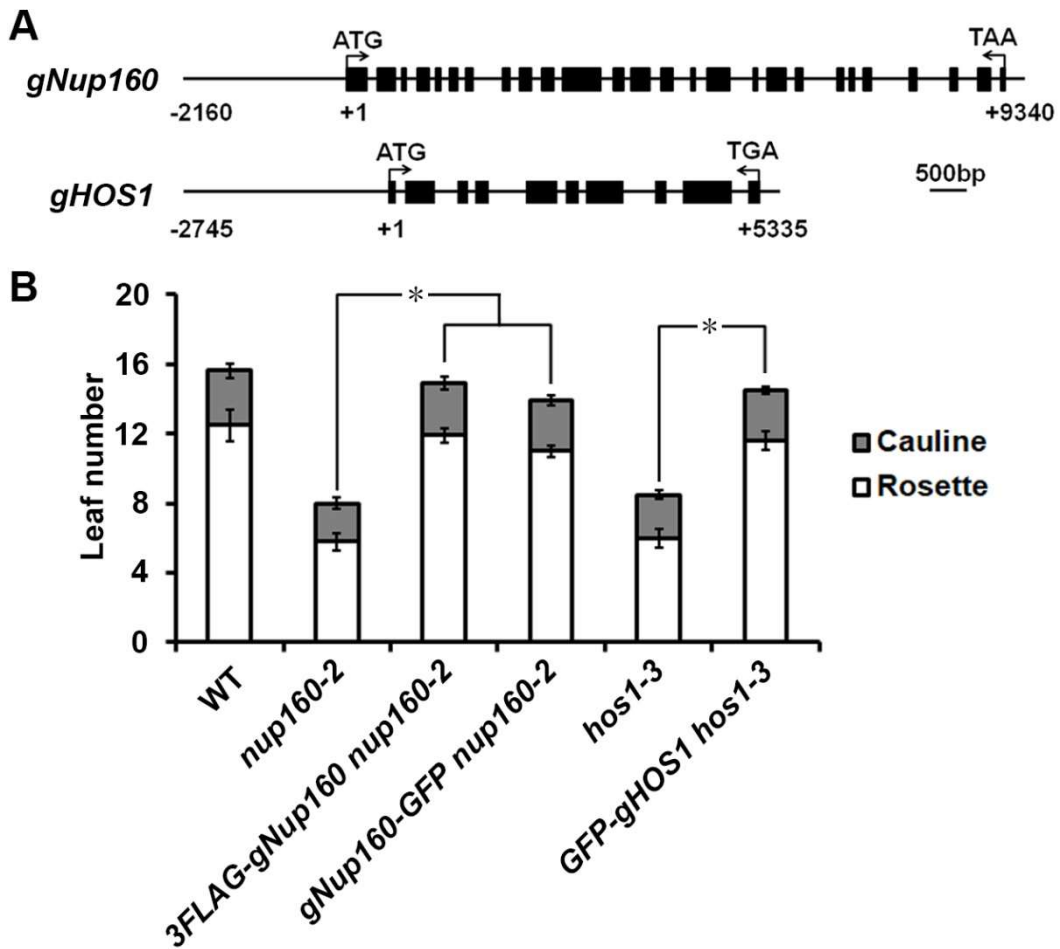 A
ATG
TAA
gNup160
-2160
+1
+9340
ATG
TGA
gHOS1
500bp
-2745
+1
+5335
B
20
16
12
8
4
0
Leaf number
*
*
Cauline
Rosette
WT
nup160-2
3FLAG-gNup160 nup160-2
gNup160-GFP nup160-2
hos1-3
GFP-gHOS1 hos1-3